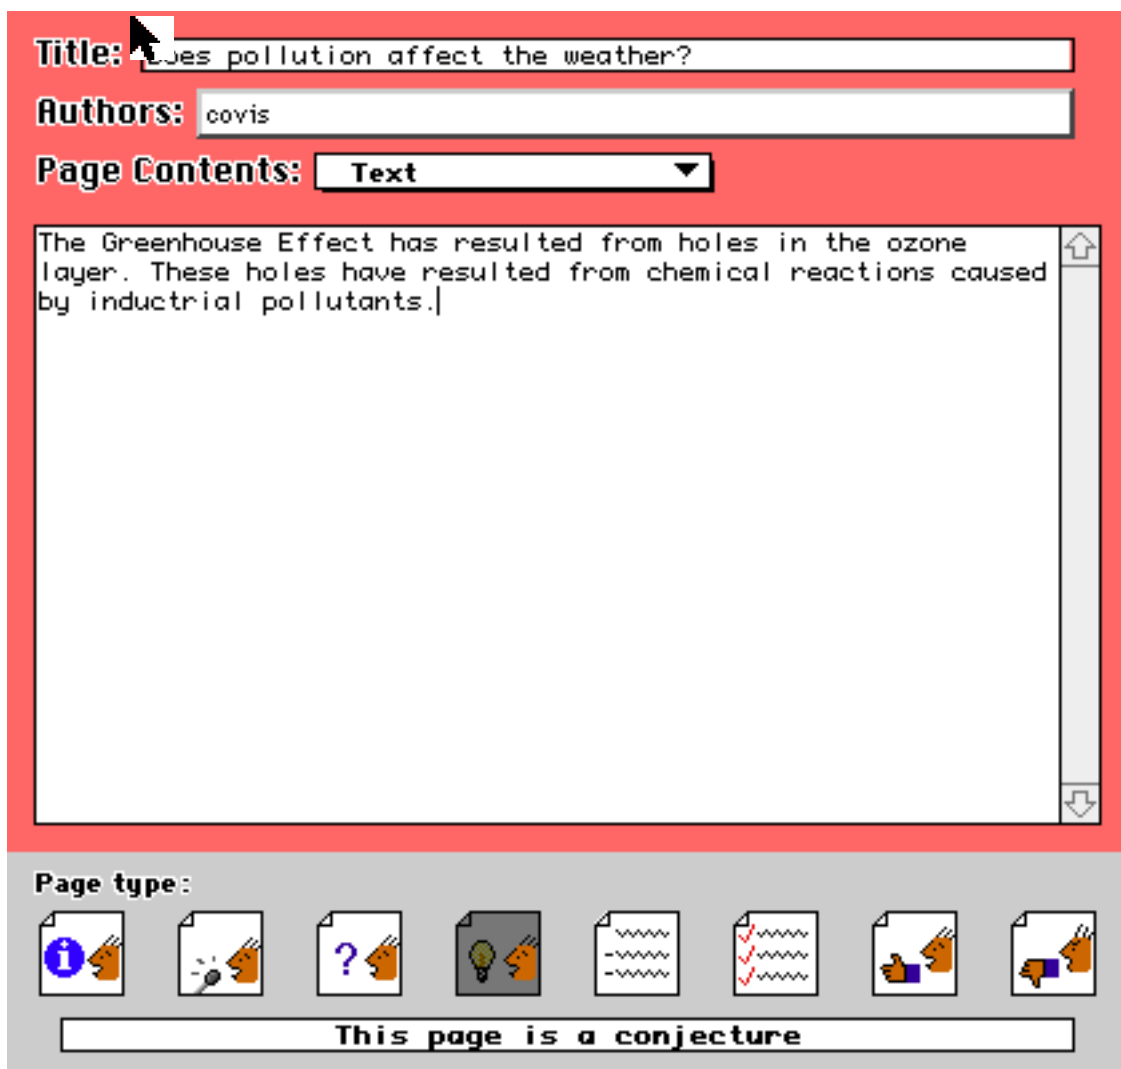 Title: Does pollution affect the weather?
Authors: covis
Page Contents: Text
The Greenhouse Effect has resulted from holes in the ozone
layer. These holes have resulted from chemical reactions caused
by inductrial pollutants.
Page type:
i
?
This page is a conjecture